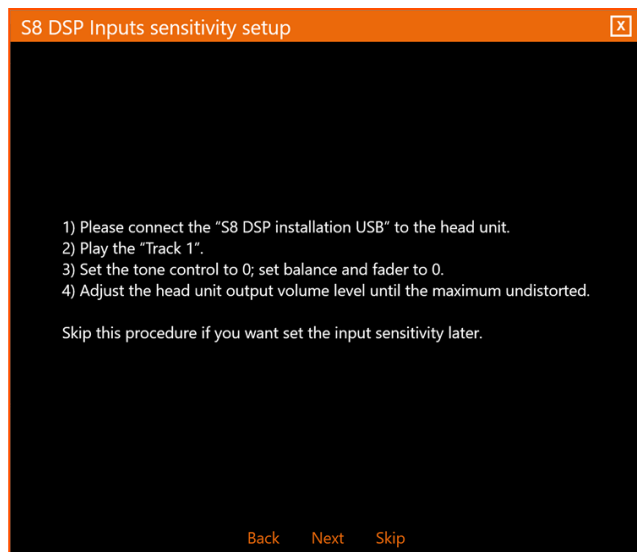 S8 DSP Inputs sensitivity setup
X
1) Please connect the “S8 DSP installation USB” to the head unit.
2) Play the “Track 1”.
3) Set the tone control to 0; set balance and fader to 0.
4) Adjust the head unit output volume level until the maximum undistorted.
Skip this procedure if you want set the input sensitivity later.
Back Next Skip